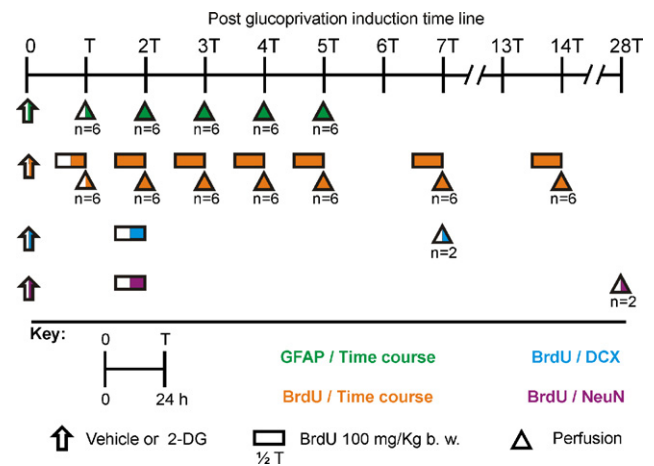 Post glucoprivation induction time line
0 T 2T 3T 4T 5T 6T 7T 13T 14T 28T
n=6 n=6 n=6 n=6 n=6
n=6 n=6 n=6 n=6 n=6 n=6 n=6
n=2
n=2
Key:
0 T
GFAP / Time course BrdU / DCX
BrdU / Time course BrdU / NeuN
0 24 h
Vehicle or 2-DG BrdU 100 mg/Kg b. w. Perfusion
½ T